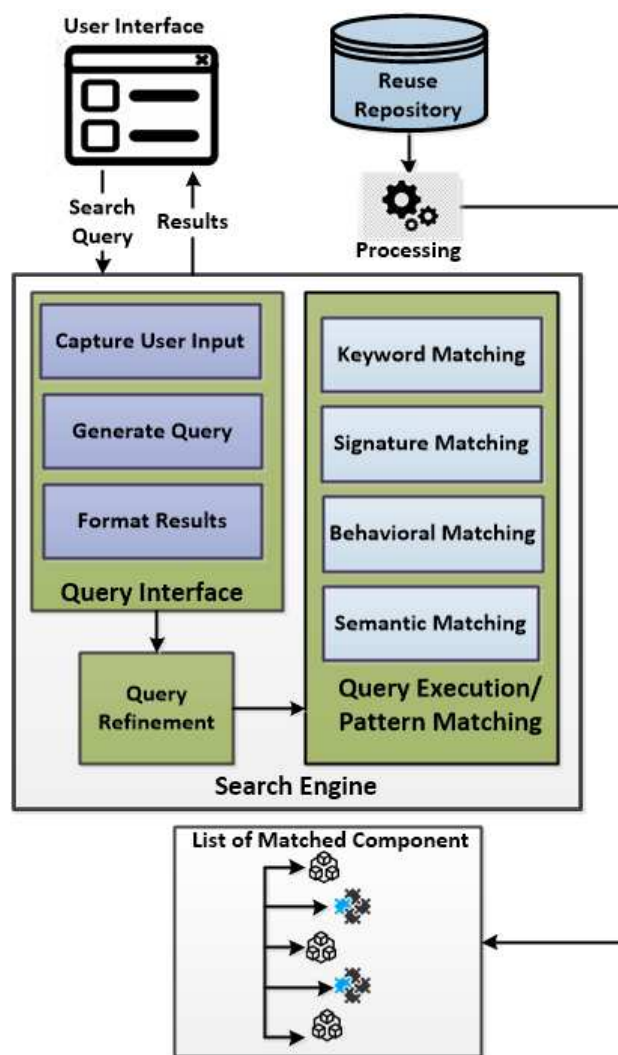 User Interface
Reuse
Repository
Search
Query
Results
Processing
Capture User Input
Generate Query
Format Results
Query Interface
Query
Refinement
Keyword Matching
Signature Matching
Behavioral Matching
Semantic Matching
Query Execution/
Pattern Matching
Search Engine
List of Matched Component